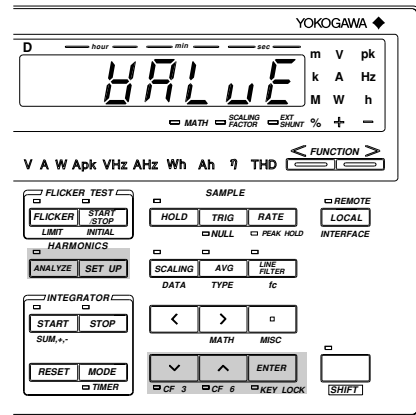 YOKOGAWA
D hour min sec m V pk
VALuE k A Hz
M W h
MATH SCALING FACTOR EXT SHUNT % + −
< FUNCTION >
V A W Apk VHz AHz Wh Ah η THD
FLICKER TEST SAMPLE
REMOTE
FLICKER START /STOP HOLD TRIG RATE LOCAL
LIMIT INITIAL NULL PEAK HOLD INTERFACE
HARMONICS
ANALYZE SET UP SCALING AVG LINE FILTER
DATA TYPE fc
INTEGRATOR
START STOP < >
SUM,+,- MATH MISC
RESET MODE ENTER
TIMER CF 3 CF 6 KEY LOCK SHIFT